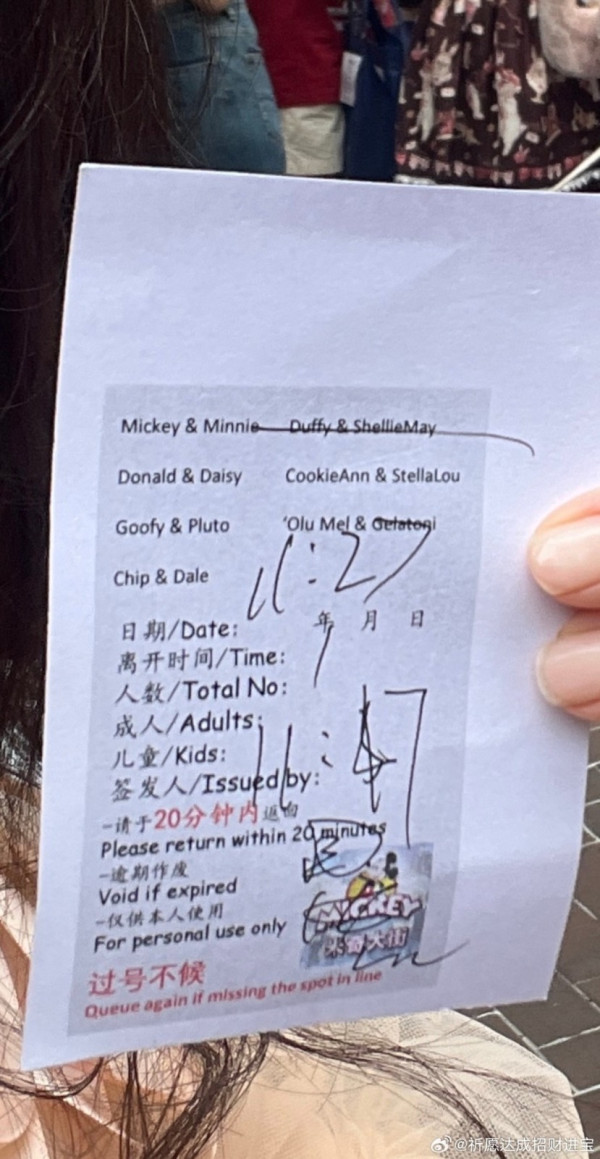 Mickey & Minnie Duffy & ShellieMay
Donald & Daisy CookieAnn & StellaLou
Goofy & Pluto 'Olu Mel & Gelatoni
Chip & Dale
11:27
日期/Date: 年 月 日
离开时间/Time:
人数/Total No: 1
成人/Adults:
儿童/Kids:
11:47
签发人/Issued by:
-请于20分钟内返回
Please return within 20 minutes
-逾期作废
Void if expired
-仅供本人使用
For personal use only
MICKEY
米奇大街
过号不候
Queue again if missing the spot in line
@祈愿达成招财进宝